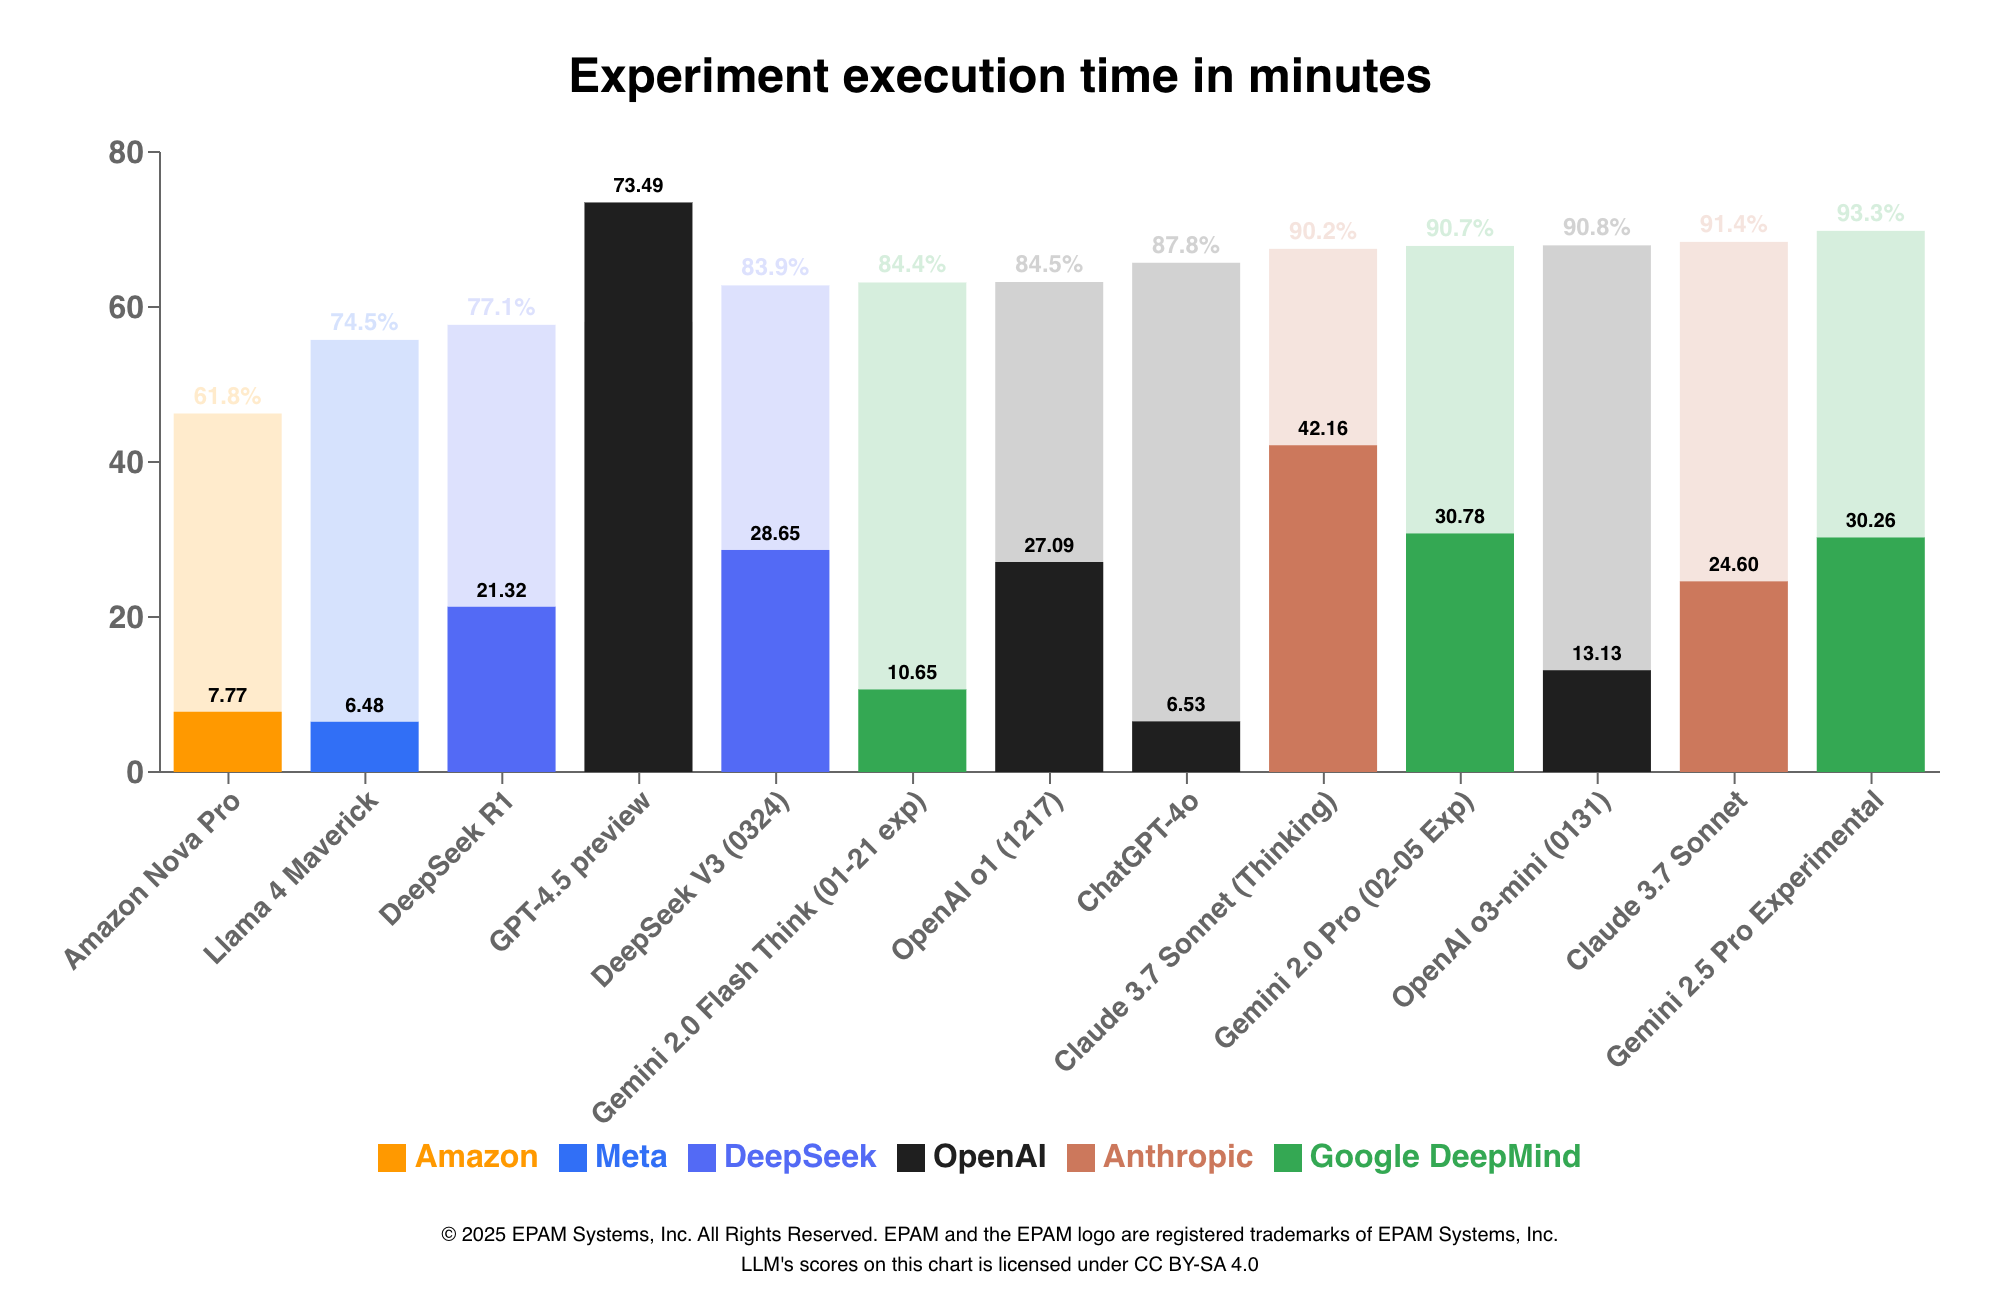 Experiment execution time in minutes
80
60
40
20
0
61.8%
74.5%
77.1%
83.9%
84.4%
84.5%
87.8%
90.2%
90.7%
90.8%
91.4%
93.3%
7.77
6.48
21.32
73.49
28.65
10.65
27.09
6.53
42.16
30.78
13.13
24.60
30.26
Amazon Nova Pro
Llama 4 Maverick
DeepSeek R1
GPT-4.5 preview
DeepSeek V3 (0324)
Gemini 2.0 Flash Think (01-21 exp)
OpenAI o1 (1217)
ChatGPT-4o
Claude 3.7 Sonnet (Thinking)
Gemini 2.0 Pro (02-05 Exp)
OpenAI o3-mini (0131)
Claude 3.7 Sonnet
Gemini 2.5 Pro Experimental
Amazon Meta DeepSeek OpenAI Anthropic Google DeepMind
© 2025 EPAM Systems, Inc. All Rights Reserved. EPAM and the EPAM logo are registered trademarks of EPAM Systems, Inc.
LLM's scores on this chart is licensed under CC BY-SA 4.0